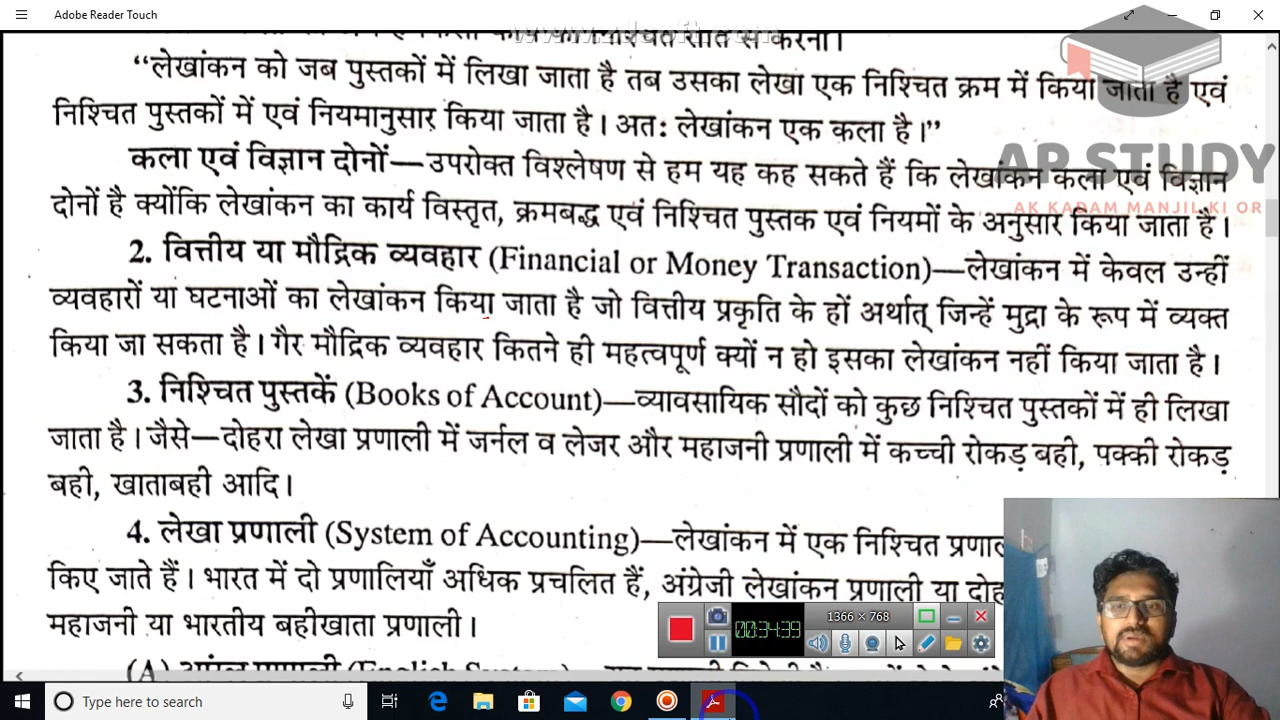 Adobe Reader Touch
www.zdsoft.com
“लेखांकन को जब पुस्तकों में लिखा जाता है तब उसका लेखा एक निश्चित क्रम में किया जाता है एवं
निश्चित पुस्तकों में एवं नियमानुसार किया जाता है। अतः लेखांकन एक कला है।”
AP STUDY
AK KADAM MANJIL KI OR
कला एवं विज्ञान दोनों—उपरोक्त विश्लेषण से हम यह कह सकते हैं कि लेखांकन कला एवं विज्ञान
दोनों है क्योंकि लेखांकन का कार्य विस्तृत, क्रमबद्ध एवं निश्चित पुस्तक एवं नियमों के अनुसार किया जाता है।
2. वित्तीय या मौद्रिक व्यवहार (Financial or Money Transaction)—लेखांकन में केवल उन्हीं
व्यवहारों या घटनाओं का लेखांकन किया जाता है जो वित्तीय प्रकृति के हों अर्थात् जिन्हें मुद्रा के रूप में व्यक्त
किया जा सकता है। गैर मौद्रिक व्यवहार कितने ही महत्वपूर्ण क्यों न हो इसका लेखांकन नहीं किया जाता है।
3. निश्चित पुस्तकें (Books of Account)—व्यावसायिक सौदों को कुछ निश्चित पुस्तकों में ही लिखा
जाता है। जैसे—दोहरा लेखा प्रणाली में जर्नल व लेजर और महाजनी प्रणाली में कच्ची रोकड़ बही, पक्की रोकड़
बही, खाताबही आदि।
4. लेखा प्रणाली (System of Accounting)—लेखांकन में एक निश्चित
किए जाते हैं। भारत में दो प्रणालियाँ अधिक प्रचलित हैं, अंग्रेजी लेखांकन प्रणाली या
महाजनी या भारतीय बहीखाता प्रणाली।
1366 × 768
00:34:39
Type here to search